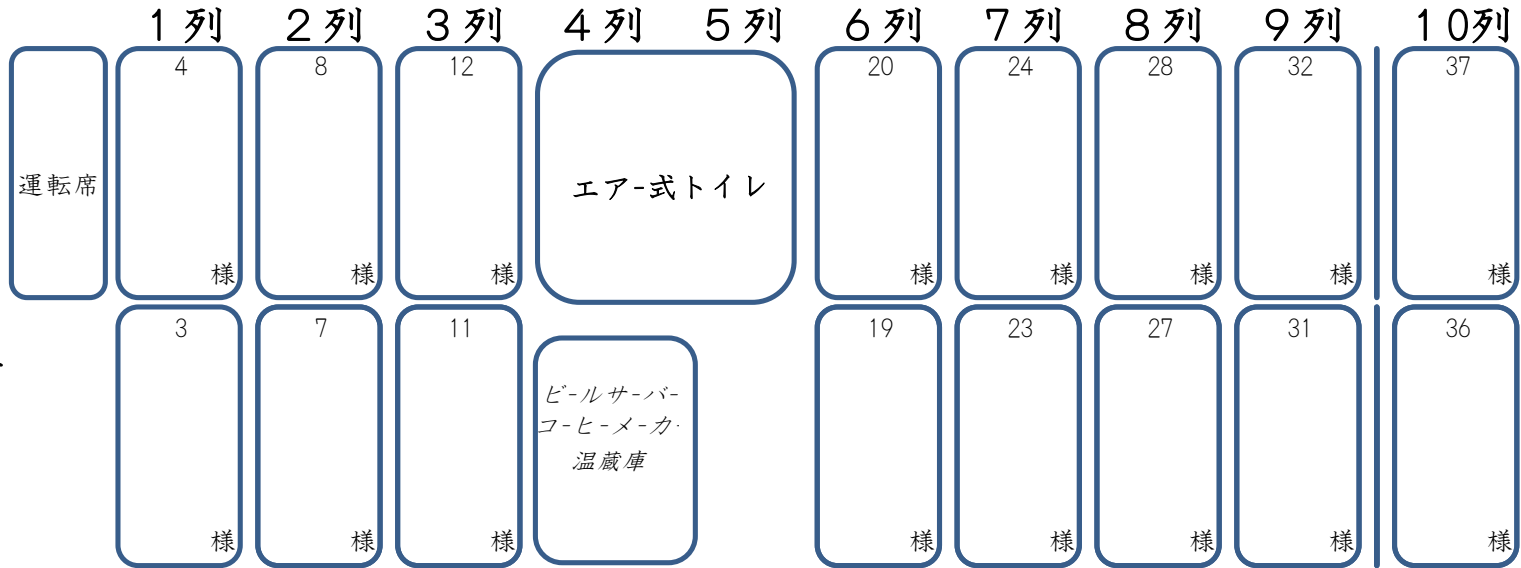 1列 2列 3列 4列 5列 6列 7列 8列 9列 10列
4 8 12 20 24 28 32 37
運転席 エア-式トイレ
様 様 様 様 様 様 様 様
3 7 11 19 23 27 31 36
ビ-ルサ-バ-
コ-ヒ-メ-カ-
温蔵庫
様 様 様 様 様 様 様 様